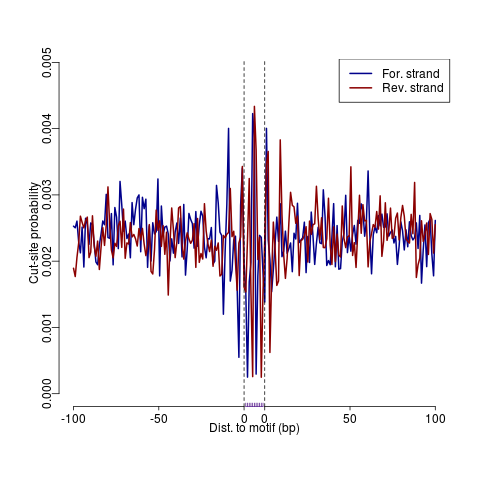 0.005
For. strand
Rev. strand
0.004
0.003
0.002
0.001
0.000
Cut-site probability
-100 -50 0 0 50 100
Dist. to motif (bp)